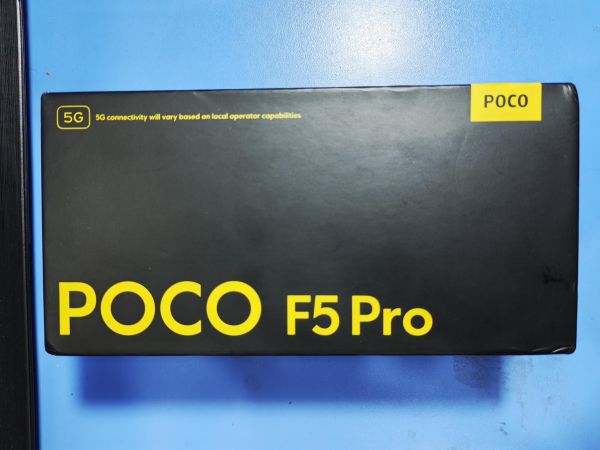 5G 5G connectivity will vary based on local operator capabilities
POCO
POCO F5 Pro